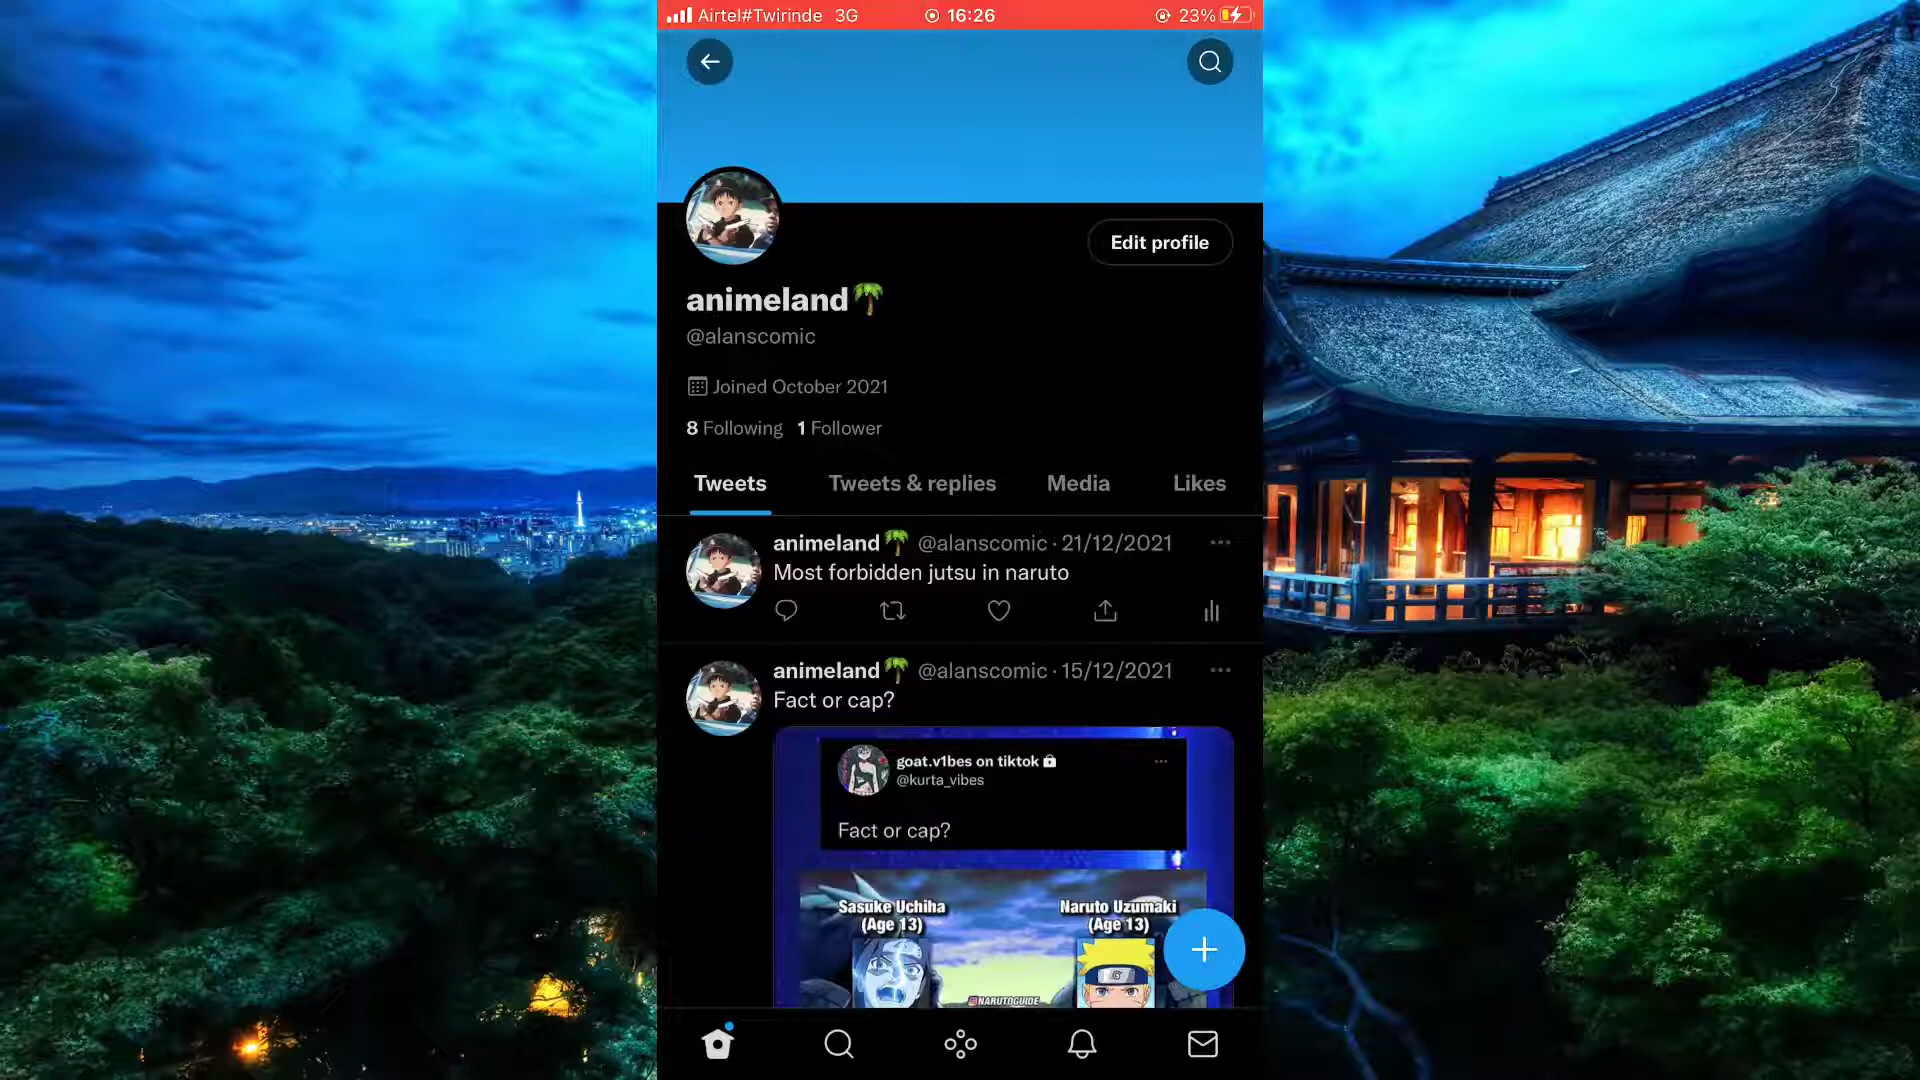 Airtel#Twirinde 3G 16:26 23%
Edit profile
animeland🌴
@alanscomic
Joined October 2021
8 Following 1 Follower
Tweets Tweets & replies Media Likes
animeland🌴 @alanscomic · 21/12/2021
Most forbidden jutsu in naruto
animeland🌴 @alanscomic · 15/12/2021
Fact or cap?
goat.v1bes on tiktok
@kurta_vibes
Fact or cap?
Sasuke Uchiha
(Age 13)
Naruto Uzumaki
(Age 13)
@NARUTOGUIDE